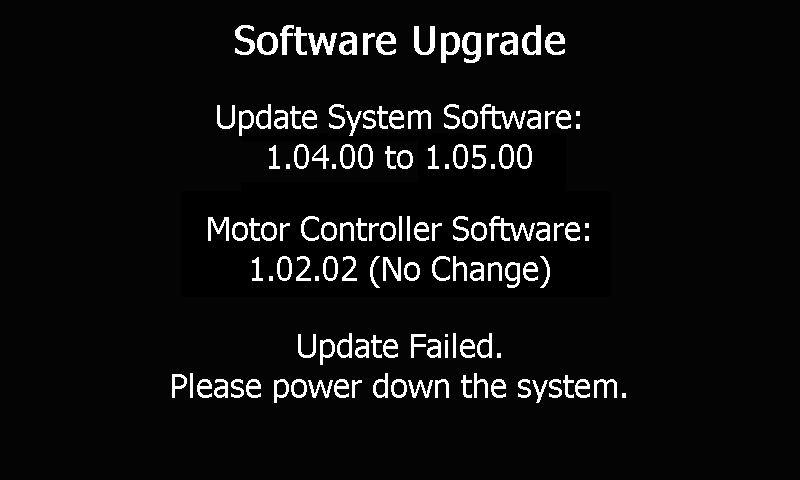 Software Upgrade
Update System Software:
1.04.00 to 1.05.00
Motor Controller Software:
1.02.02 (No Change)
Update Failed.
Please power down the system.